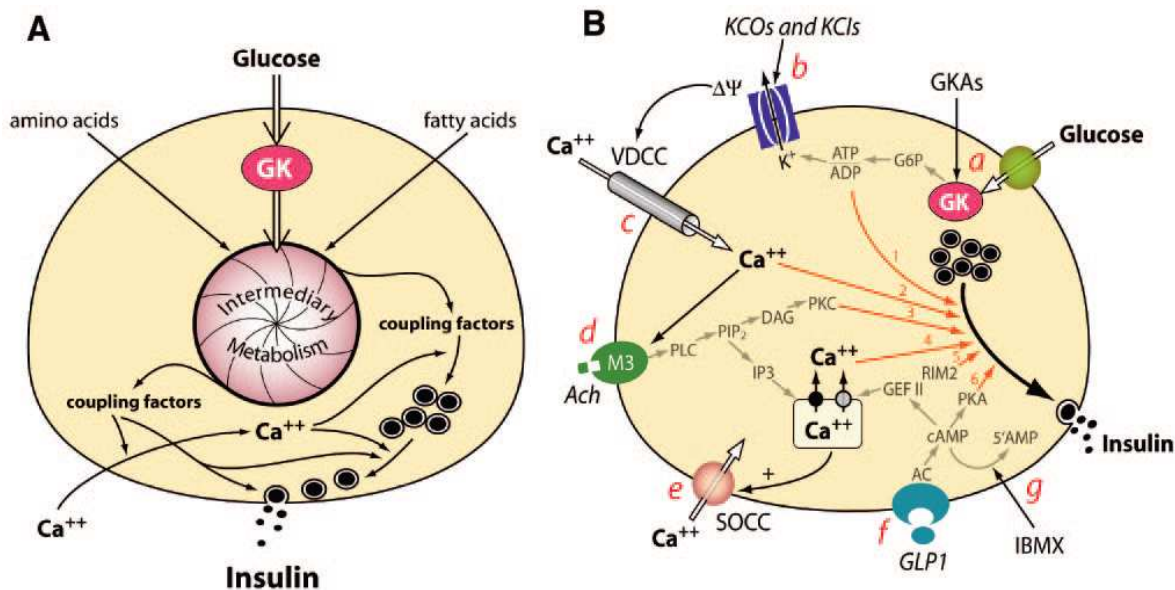 A
Glucose
amino acids
fatty acids
GK
Intermediary
Metabolism
coupling factors
coupling factors
Ca++
Ca++
Insulin
B
KCOs and KCIs
b
ΔΨ
GKAs
Ca++
VDCC
Glucose
K+
ATP
ADP
G6P
a
GK
c
Ca++
1
2
3
4
5
6
d
M3
Ach
PLC
PIP2
DAG
PKC
IP3
Ca++
RIM2
GEF II
PKA
Ca++
cAMP
5'AMP
Insulin
+
AC
e
SOCC
Ca++
f
GLP1
g
IBMX